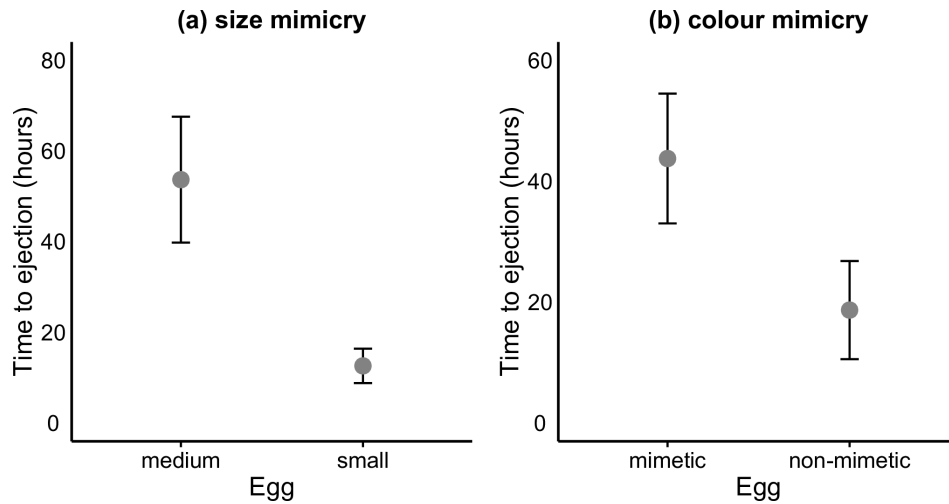 (a) size mimicry
Time to ejection (hours)
80
60
40
20
0
medium small
Egg
(b) colour mimicry
Time to ejection (hours)
60
40
20
0
mimetic non-mimetic
Egg